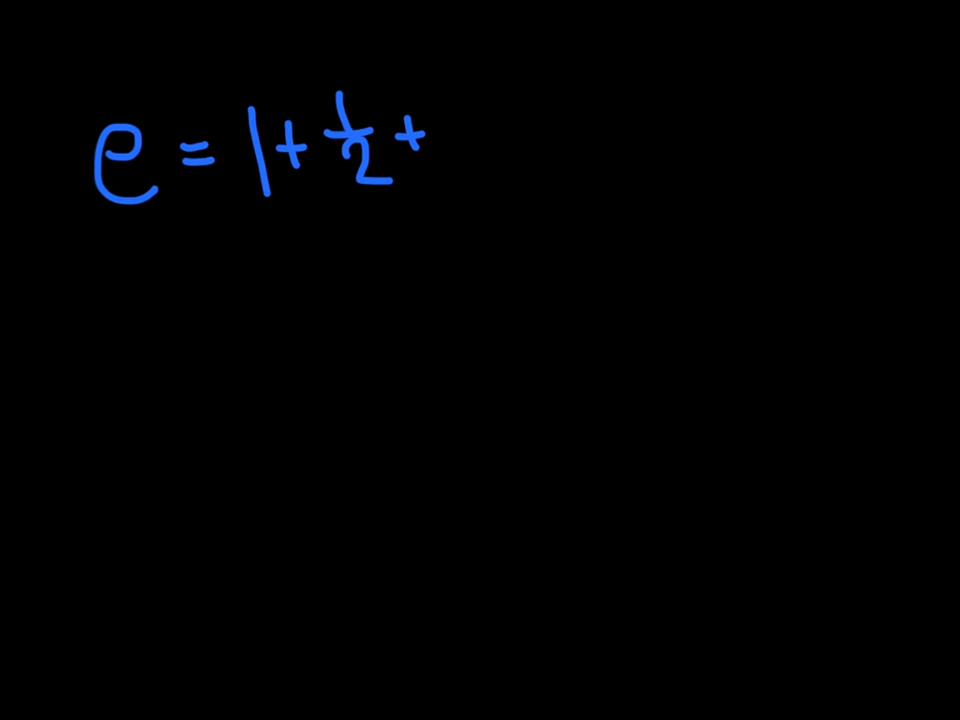 e = 1 + 1/2 +